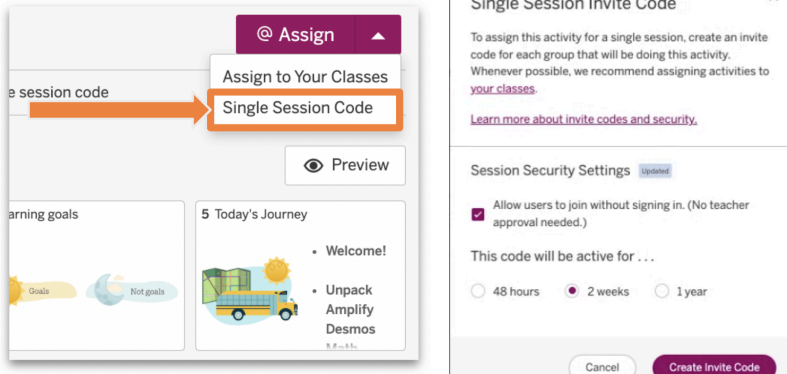 @ Assign
Assign to Your Classes
e session code
Single Session Code
Preview
arning goals
Goals
Not goals
5 Today's Journey
• Welcome!
• Unpack
Amplify
Desmos
Math
Single Session Invite Code
To assign this activity for a single session, create an invite
code for each group that will be doing this activity.
Whenever possible, we recommend assigning activities to
your classes.
Learn more about invite codes and security.
Session Security Settings Updated
Allow users to join without signing in. (No teacher
approval needed.)
This code will be active for . . .
48 hours 2 weeks 1 year
Cancel Create Invite Code